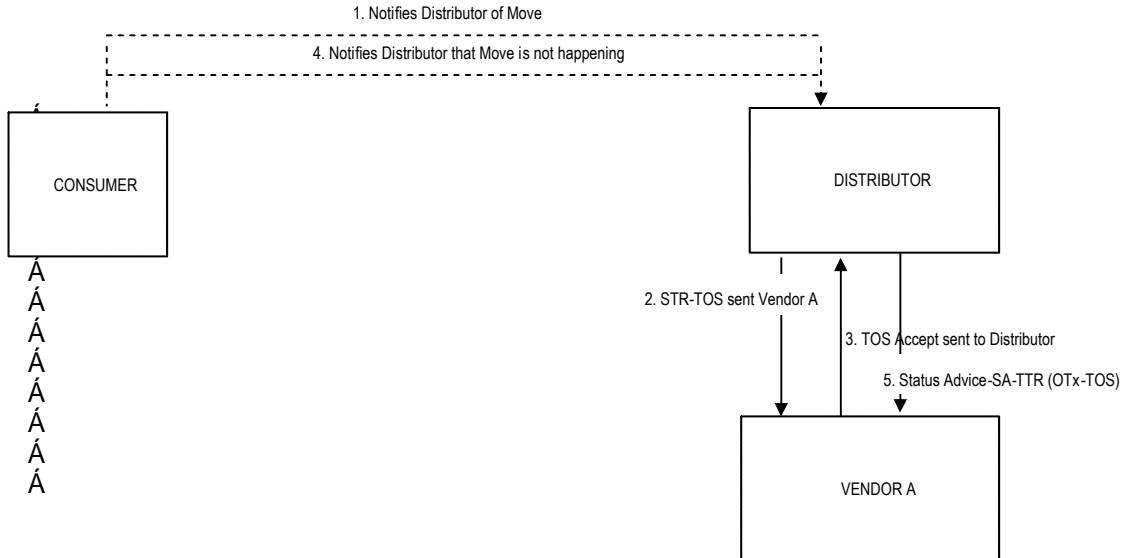 1. Notifies Distributor of Move
4. Notifies Distributor that Move is not happening
CONSUMER
DISTRIBUTOR
Á
Á
Á
Á
Á
Á
Á
Á
2. STR-TOS sent Vendor A
3. TOS Accept sent to Distributor
5. Status Advice-SA-TTR (OTx-TOS)
VENDOR A